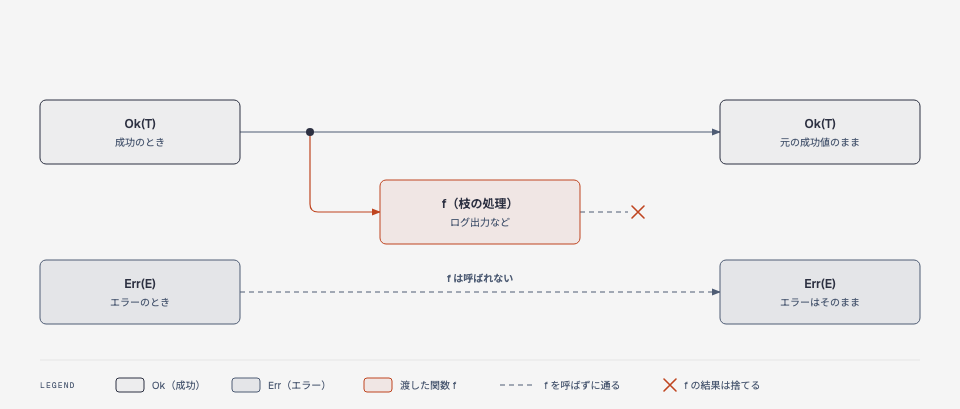 Ok(T)
成功のとき
Ok(T)
元の成功値のまま
f（枝の処理）
ログ出力など
Err(E)
エラーのとき
f は呼ばれない
Err(E)
エラーはそのまま
LEGEND
Ok（成功）
Err（エラー）
渡した関数 f
f を呼ばずに通る
f の結果は捨てる